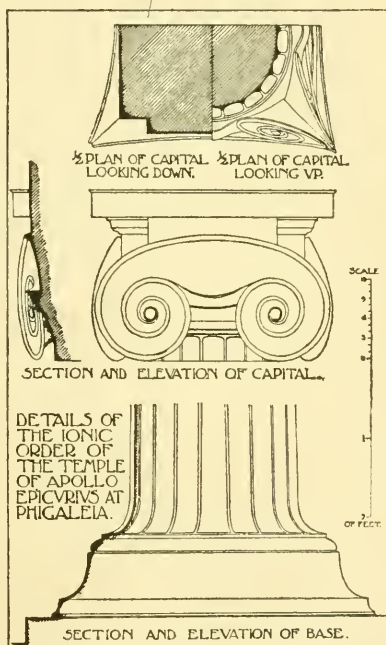 ½ PLAN OF CAPITAL
LOOKING DOWN.
½ PLAN OF CAPITAL
LOOKING VP.
SECTION AND ELEVATION OF CAPITAL.
SCALE
OF FEET.
DETAILS OF
THE IONIC
ORDER OF
THE TEMPLE
OF APOLLO
EPICVRIVS AT
PHIGALEIA.
SECTION AND ELEVATION OF BASE.